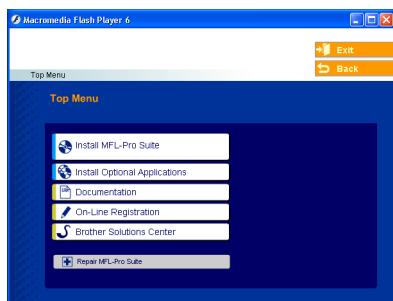 Macromedia Flash Player 6
Exit
Back
Top Menu
Top Menu
Install MFL-Pro Suite
Install Optional Applications
Documentation
On-Line Registration
Brother Solutions Center
Repair MFL-Pro Suite